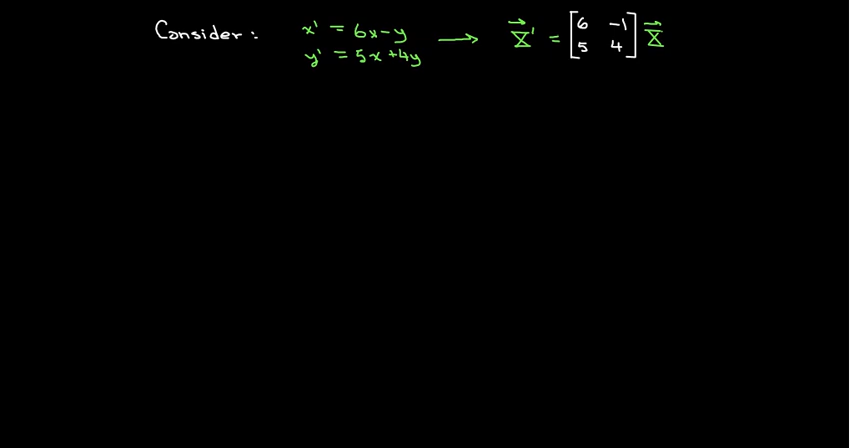 Consider: x' = 6x-y ⟶ X⃗' = [6 -1; 5 4] X⃗
y' = 5x+4y